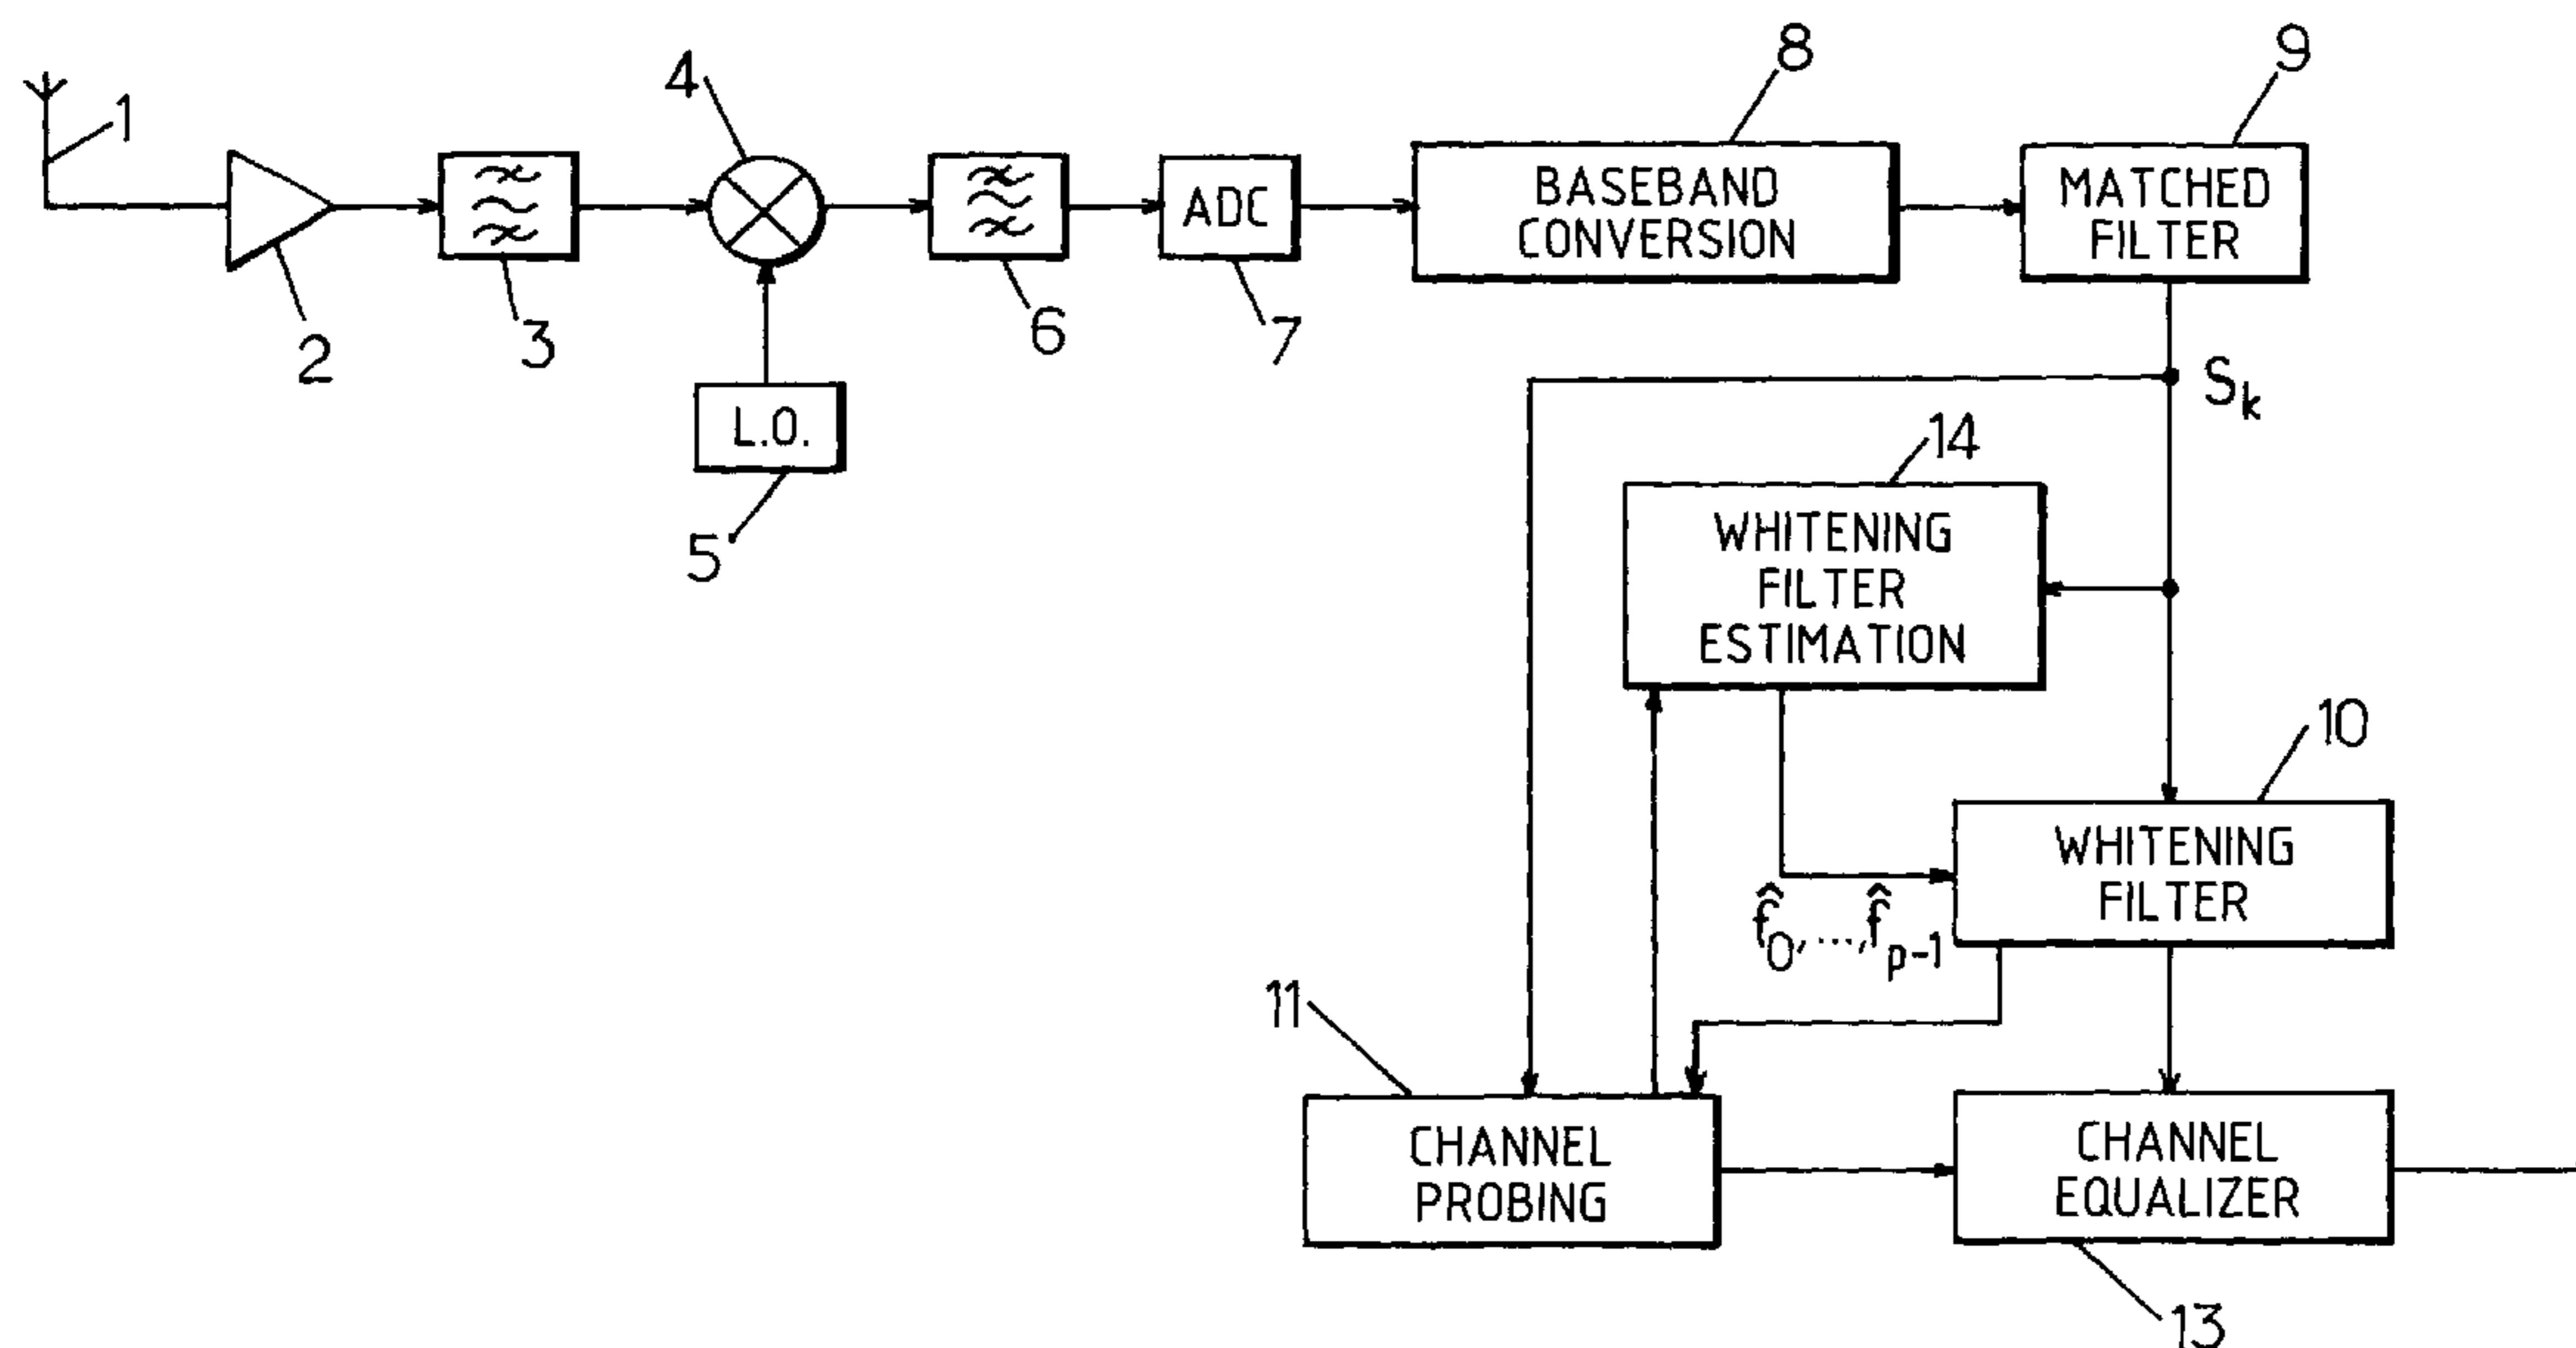 1
2
3
4
L.O.
5
6
ADC
7
BASEBAND
CONVERSION
8
MATCHED
FILTER
9
S_k
14
WHITENING
FILTER
ESTIMATION
10
WHITENING
FILTER
f̂_0,...,f̂_p-1
11
CHANNEL
PROBING
CHANNEL
EQUALIZER
13